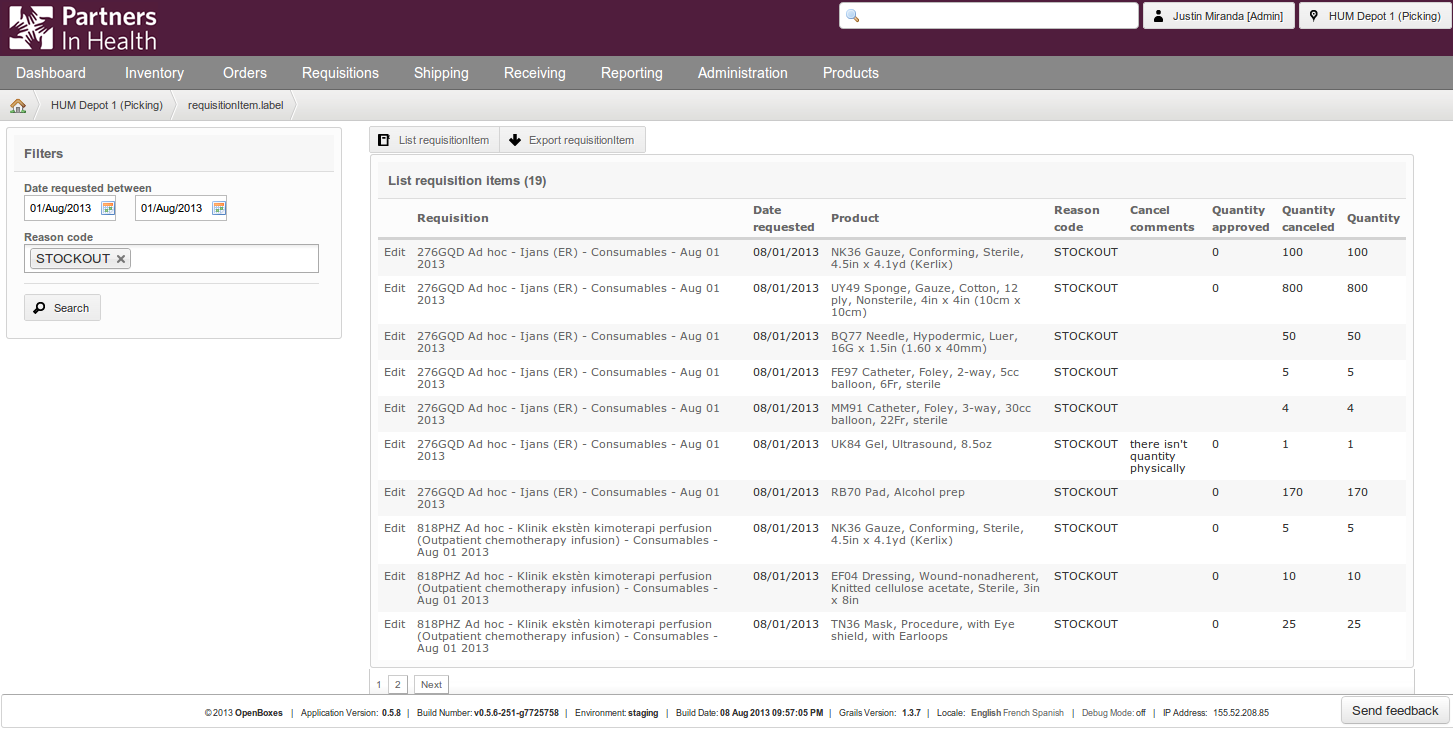 Partners
In Health
Justin Miranda [Admin]
HUM Depot 1 (Picking)
Dashboard Inventory Orders Requisitions Shipping Receiving Reporting Administration Products
HUM Depot 1 (Picking) requisitionItem.label
Filters
Date requested between
01/Aug/2013 01/Aug/2013
Reason code
STOCKOUT
Search
List requisitionItem Export requisitionItem
List requisition items (19)
Requisition Date requested Product Reason code Cancel comments Quantity approved Quantity canceled Quantity
Edit 276GQD Ad hoc - Ijans (ER) - Consumables - Aug 01 08/01/2013 NK36 Gauze, Conforming, Sterile, STOCKOUT 0 100 100
2013 4.5in x 4.1yd (Kerlix)
Edit 276GQD Ad hoc - Ijans (ER) - Consumables - Aug 01 08/01/2013 UY49 Sponge, Gauze, Cotton, 12 STOCKOUT 0 800 800
2013 ply, Nonsterile, 4in x 4in (10cm x
10cm)
Edit 276GQD Ad hoc - Ijans (ER) - Consumables - Aug 01 08/01/2013 BQ77 Needle, Hypodermic, Luer, STOCKOUT 50 50
2013 16G x 1.5in (1.60 x 40mm)
Edit 276GQD Ad hoc - Ijans (ER) - Consumables - Aug 01 08/01/2013 FE97 Catheter, Foley, 2-way, 5cc STOCKOUT 5 5
2013 balloon, 6Fr, sterile
Edit 276GQD Ad hoc - Ijans (ER) - Consumables - Aug 01 08/01/2013 MM91 Catheter, Foley, 3-way, 30cc STOCKOUT 4 4
2013 balloon, 22Fr, sterile
Edit 276GQD Ad hoc - Ijans (ER) - Consumables - Aug 01 08/01/2013 UK84 Gel, Ultrasound, 8.5oz STOCKOUT there isn't 0 1 1
2013 quantity
physically
Edit 276GQD Ad hoc - Ijans (ER) - Consumables - Aug 01 08/01/2013 RB70 Pad, Alcohol prep STOCKOUT 0 170 170
2013
Edit 818PHZ Ad hoc - Klinik ekstèn kimoterapi perfusion 08/01/2013 NK36 Gauze, Conforming, Sterile, STOCKOUT 0 5 5
(Outpatient chemotherapy infusion) - Consumables - 4.5in x 4.1yd (Kerlix)
Aug 01 2013
Edit 818PHZ Ad hoc - Klinik ekstèn kimoterapi perfusion 08/01/2013 EF04 Dressing, Wound-nonadherent, STOCKOUT 0 10 10
(Outpatient chemotherapy infusion) - Consumables - Knitted cellulose acetate, Sterile, 3in
Aug 01 2013 x 8in
Edit 818PHZ Ad hoc - Klinik ekstèn kimoterapi perfusion 08/01/2013 TN36 Mask, Procedure, with Eye STOCKOUT 0 25 25
(Outpatient chemotherapy infusion) - Consumables - shield, with Earloops
Aug 01 2013
1 2 Next
© 2013 OpenBoxes | Application Version: 0.5.8 | Build Number: v0.5.6-251-g7725758 | Environment: staging | Build Date: 08 Aug 2013 09:57:05 PM | Grails Version: 1.3.7 | Locale: English French Spanish | Debug Mode: off | IP Address: 155.52.208.85
Send feedback